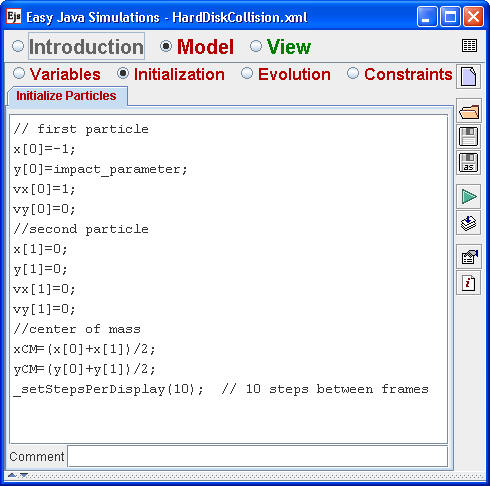 Easy Java Simulations - HardDiskCollision.xml
Introduction Model View
Variables Initialization Evolution Constraints
Initialize Particles
// first particle
x[0]=-1;
y[0]=impact_parameter;
vx[0]=1;
vy[0]=0;
//second particle
x[1]=0;
y[1]=0;
vx[1]=0;
vy[1]=0;
//center of mass
xCM=(x[0]+x[1])/2;
yCM=(y[0]+y[1])/2;
_setStepsPerDisplay(10);  // 10 steps between frames
Comment
Ejs
as